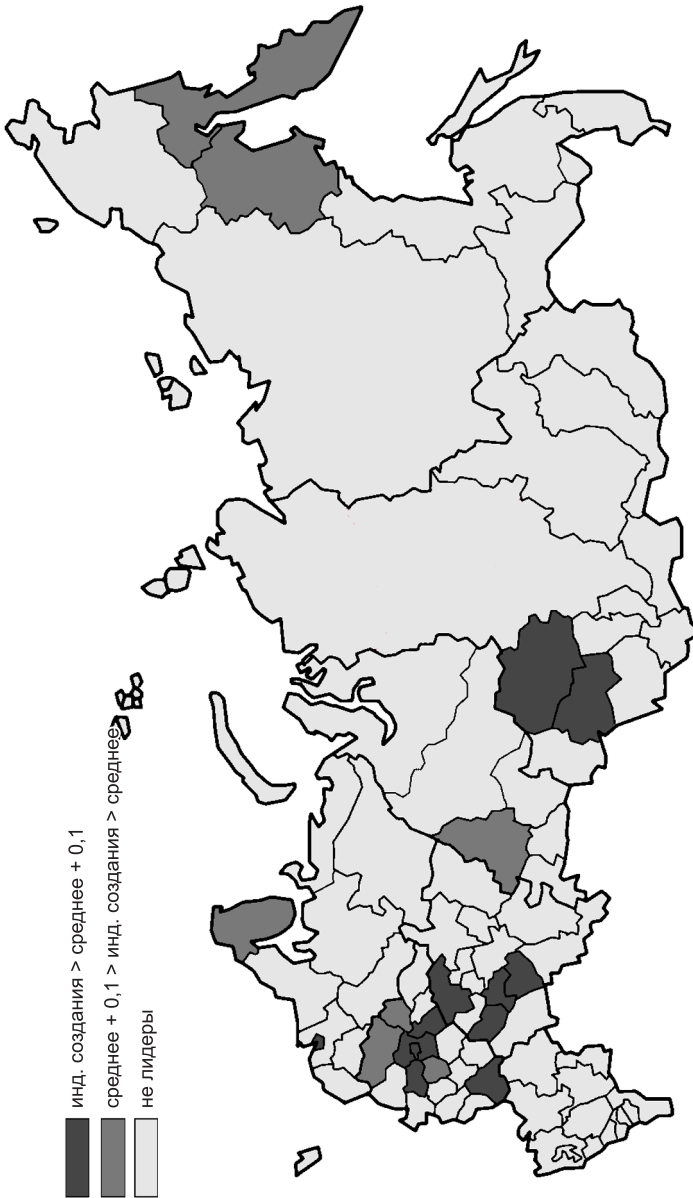 инд. создания > среднее + 0,1
среднее + 0,1 > инд. создания > среднее
не лидеры